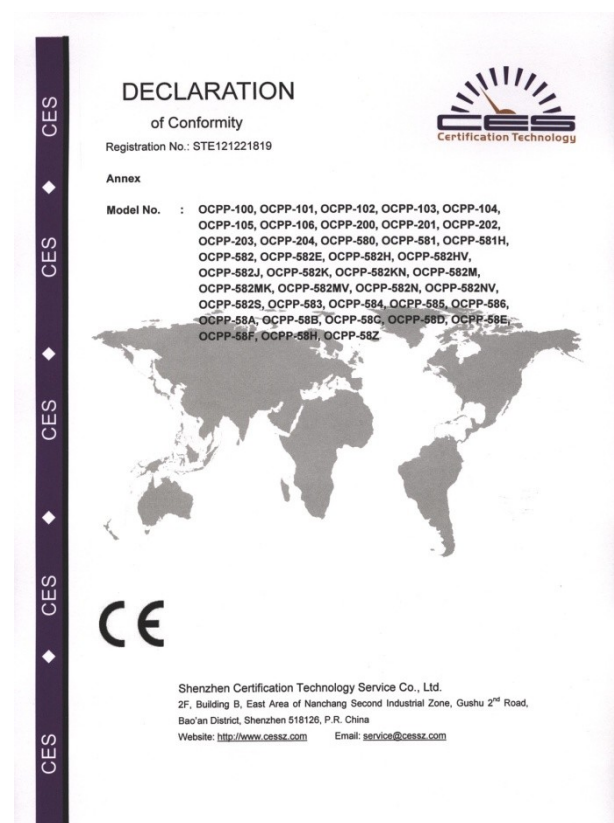 DECLARATION
of Conformity
Registration No.: STE121221819
CES
Certification Technology
Annex
Model No. : OCPP-100, OCPP-101, OCPP-102, OCPP-103, OCPP-104,
OCPP-105, OCPP-106, OCPP-200, OCPP-201, OCPP-202,
OCPP-203, OCPP-204, OCPP-580, OCPP-581, OCPP-581H,
OCPP-582, OCPP-582E, OCPP-582H, OCPP-582HV,
OCPP-582J, OCPP-582K, OCPP-582KN, OCPP-582M,
OCPP-582MK, OCPP-582MV, OCPP-582N, OCPP-582NV,
OCPP-582S, OCPP-583, OCPP-584, OCPP-585, OCPP-586,
OCPP-58A, OCPP-58B, OCPP-58C, OCPP-58D, OCPP-58E,
OCPP-58F, OCPP-58H, OCPP-58Z
CE
Shenzhen Certification Technology Service Co., Ltd.
2F, Building B, East Area of Nanchang Second Industrial Zone, Gushu 2nd Road,
Bao'an District, Shenzhen 518126, P.R. China
Website: http://www.cessz.com Email: service@cessz.com
CES
CES
CES
CES
CES